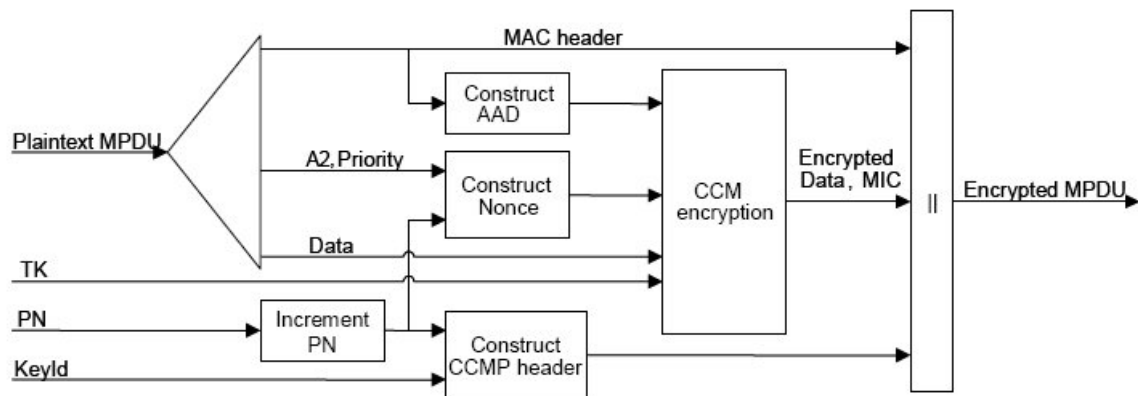 MAC header
Construct
AAD
Plaintext MPDU
A2, Priority
Construct
Nonce
CCM
encryption
Encrypted
Data, MIC
||
Encrypted MPDU
Data
TK
PN
Increment
PN
Construct
CCMP header
KeyId